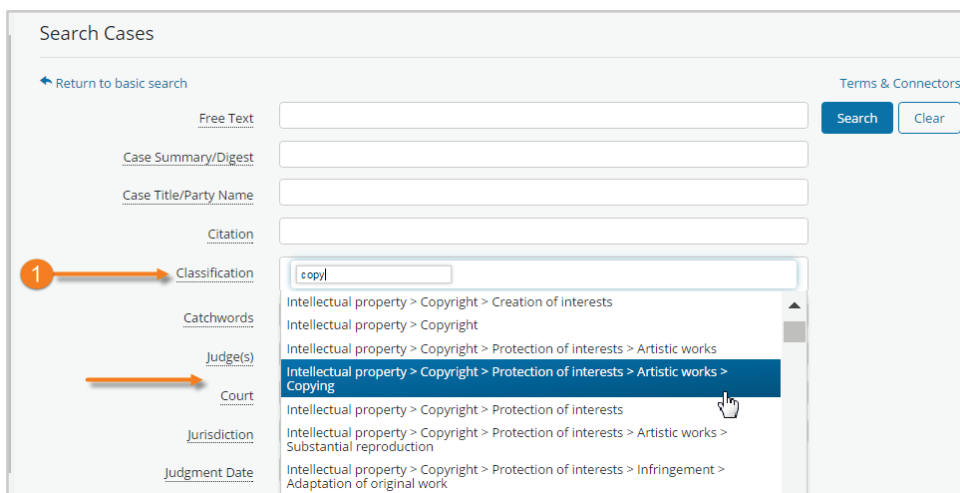 Search Cases
Return to basic search
Terms & Connectors
Free Text
Search
Clear
Case Summary/Digest
Case Title/Party Name
Citation
1
Classification
copy
Intellectual property > Copyright > Creation of interests
Catchwords
Intellectual property > Copyright
Intellectual property > Copyright > Protection of interests > Artistic works
Judge(s)
Intellectual property > Copyright > Protection of interests > Artistic works >
Copying
Court
Intellectual property > Copyright > Protection of interests
Jurisdiction
Intellectual property > Copyright > Protection of interests > Artistic works >
Substantial reproduction
Judgment Date
Intellectual property > Copyright > Protection of interests > Infringement >
Adaptation of original work